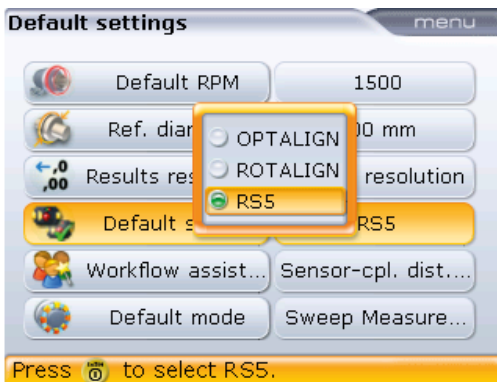 Default settings
menu
Default RPM
1500
Ref. diar
00 mm
OPTALIGN
ROTALIGN
RS5
Results res
resolution
Default s
RS5
Workflow assist...
Sensor-cpl. dist....
Default mode
Sweep Measure...
Press to select RS5.